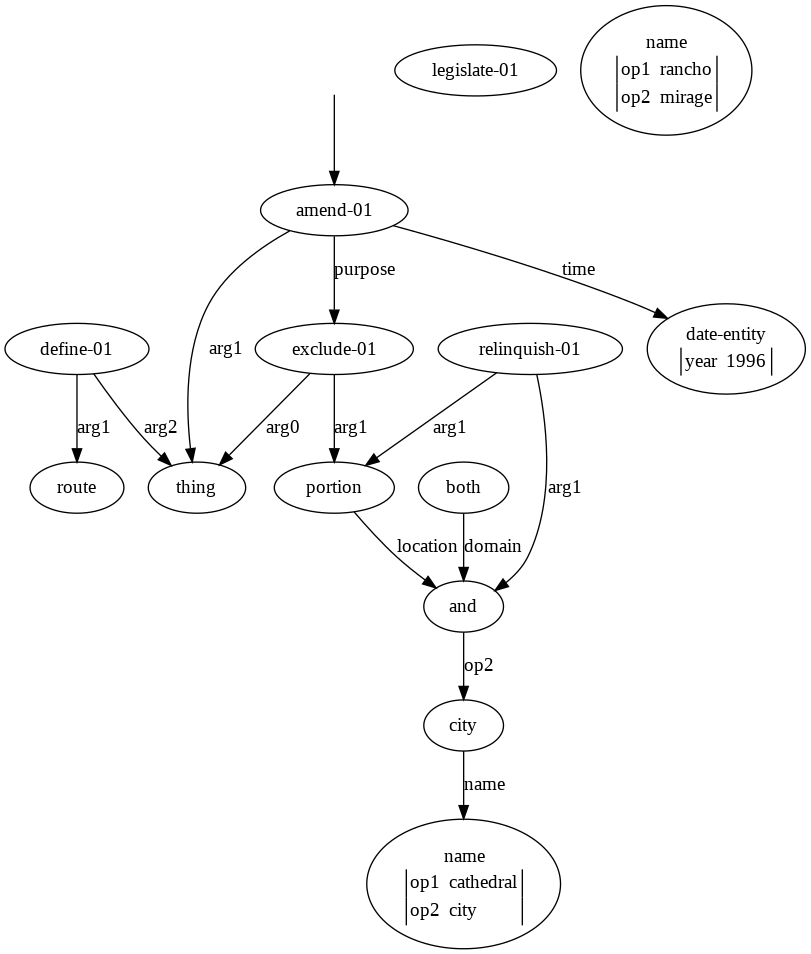 legislate-01
name
op1 rancho
op2 mirage
amend-01
purpose
time
define-01
arg1
exclude-01
relinquish-01
date-entity
year 1996
arg1
arg2
arg0
arg1
arg1
route
thing
portion
both
arg1
location
domain
and
op2
city
name
name
op1 cathedral
op2 city